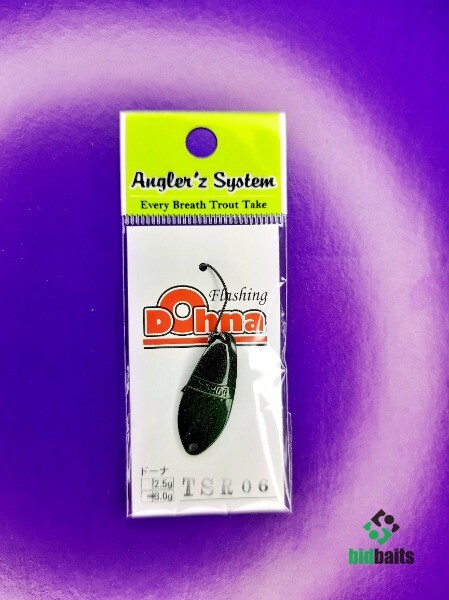 Angler'z System
Every Breath Trout Take
Flashing
Dohna
ドーナ
2.5g
3.0g
TSR06
bidbaits